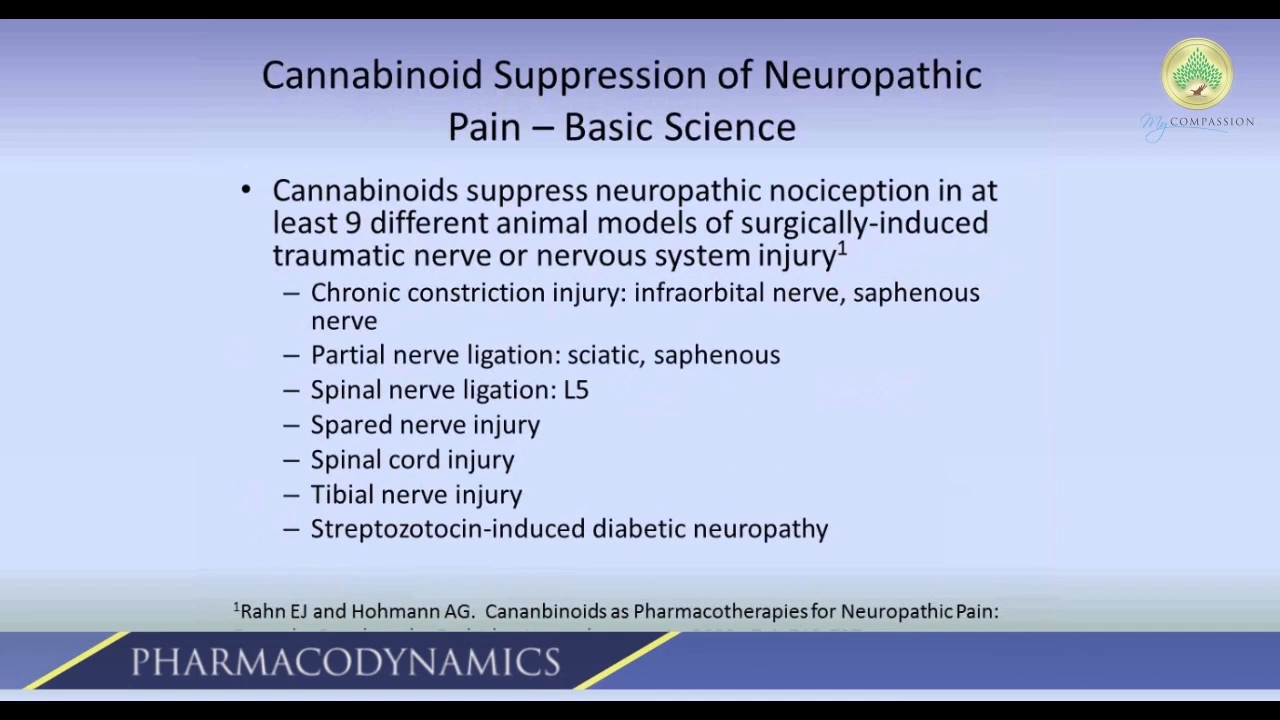 Cannabinoid Suppression of Neuropathic
Pain – Basic Science
My COMPASSION
• Cannabinoids suppress neuropathic nociception in at
least 9 different animal models of surgically-induced
traumatic nerve or nervous system injury¹
– Chronic constriction injury: infraorbital nerve, saphenous
nerve
– Partial nerve ligation: sciatic, saphenous
– Spinal nerve ligation: L5
– Spared nerve injury
– Spinal cord injury
– Tibial nerve injury
– Streptozotocin-induced diabetic neuropathy
¹Rahn EJ and Hohmann AG. Cananbinoids as Pharmacotherapies for Neuropathic Pain:
PHARMACODYNAMICS